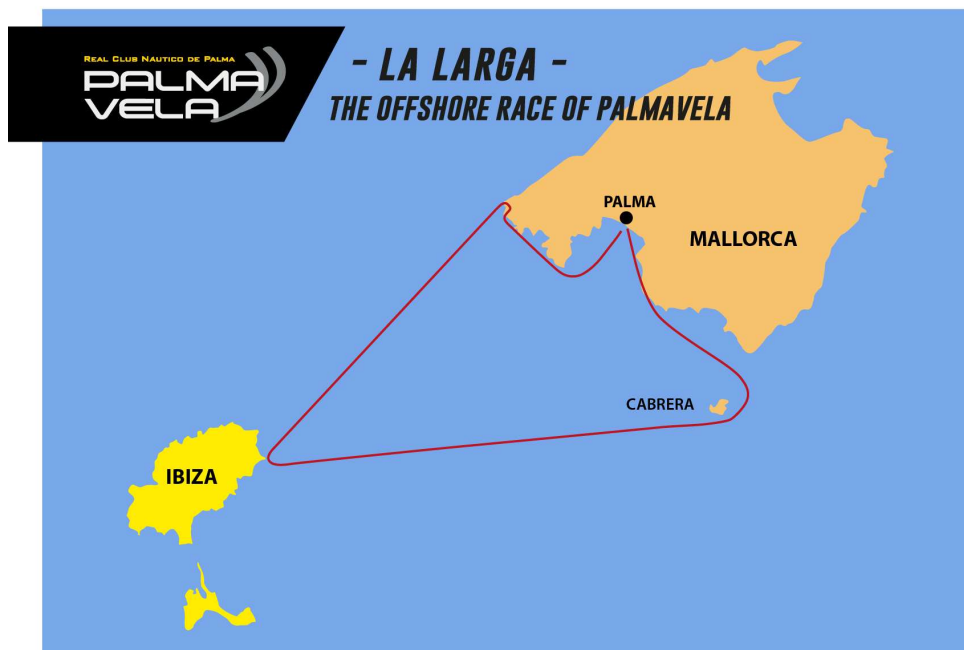 REAL CLUB NAUTICO DE PALMA
PALMA
VELA
- LA LARGA -
THE OFFSHORE RACE OF PALMAVELA
PALMA
MALLORCA
CABRERA
IBIZA